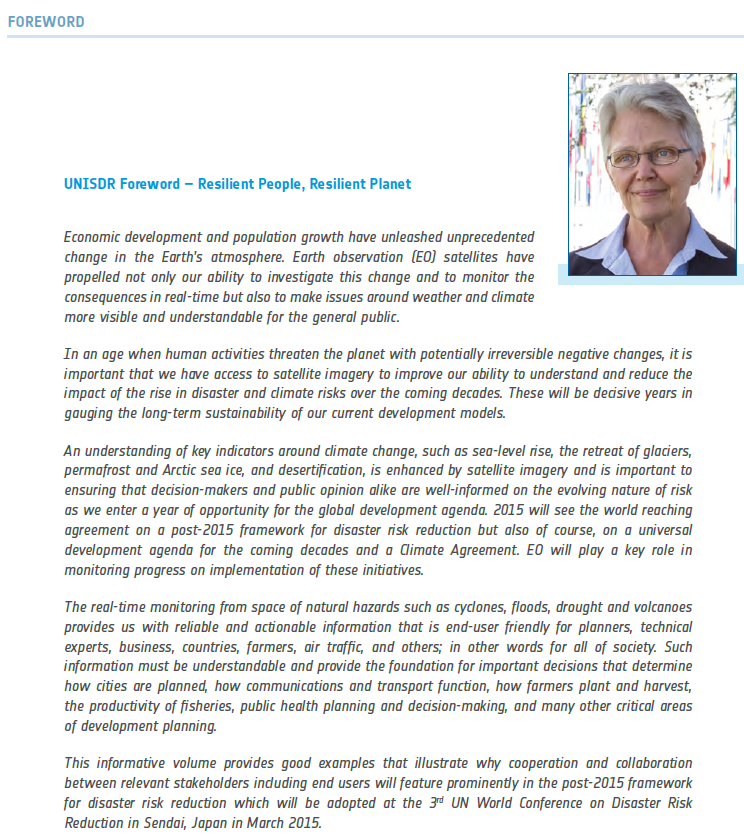 FOREWORD
UNISDR Foreword – Resilient People, Resilient Planet
Economic development and population growth have unleashed unprecedented
change in the Earth's atmosphere. Earth observation (EO) satellites have
propelled not only our ability to investigate this change and to monitor the
consequences in real-time but also to make issues around weather and climate
more visible and understandable for the general public.
In an age when human activities threaten the planet with potentially irreversible negative changes, it is
important that we have access to satellite imagery to improve our ability to understand and reduce the
impact of the rise in disaster and climate risks over the coming decades. These will be decisive years in
gauging the long-term sustainability of our current development models.
An understanding of key indicators around climate change, such as sea-level rise, the retreat of glaciers,
permafrost and Arctic sea ice, and desertification, is enhanced by satellite imagery and is important to
ensuring that decision-makers and public opinion alike are well-informed on the evolving nature of risk
as we enter a year of opportunity for the global development agenda. 2015 will see the world reaching
agreement on a post-2015 framework for disaster risk reduction but also of course, on a universal
development agenda for the coming decades and a Climate Agreement. EO will play a key role in
monitoring progress on implementation of these initiatives.
The real-time monitoring from space of natural hazards such as cyclones, floods, drought and volcanoes
provides us with reliable and actionable information that is end-user friendly for planners, technical
experts, business, countries, farmers, air traffic, and others; in other words for all of society. Such
information must be understandable and provide the foundation for important decisions that determine
how cities are planned, how communications and transport function, how farmers plant and harvest,
the productivity of fisheries, public health planning and decision-making, and many other critical areas
of development planning.
This informative volume provides good examples that illustrate why cooperation and collaboration
between relevant stakeholders including end users will feature prominently in the post-2015 framework
for disaster risk reduction which will be adopted at the 3rd UN World Conference on Disaster Risk
Reduction in Sendai, Japan in March 2015.